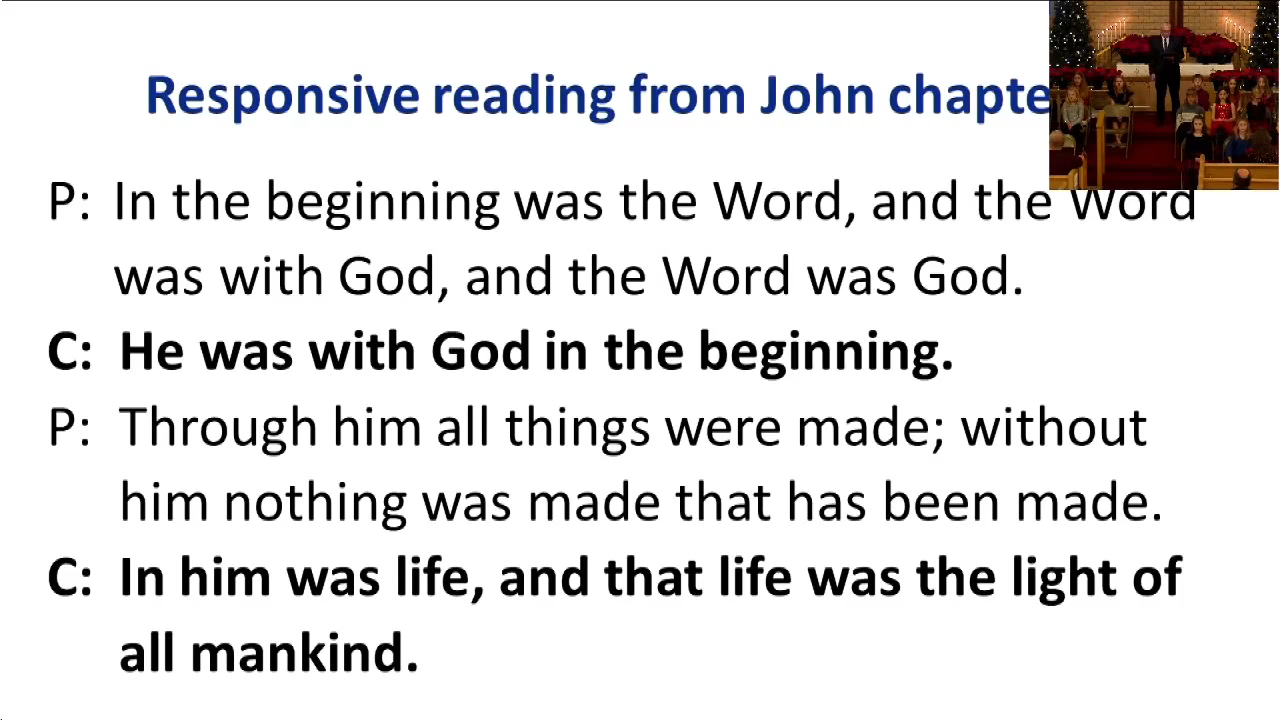 Responsive reading from John chapte
P: In the beginning was the Word, and the Word
was with God, and the Word was God.
C: He was with God in the beginning.
P: Through him all things were made; without
him nothing was made that has been made.
C: In him was life, and that life was the light of
all mankind.